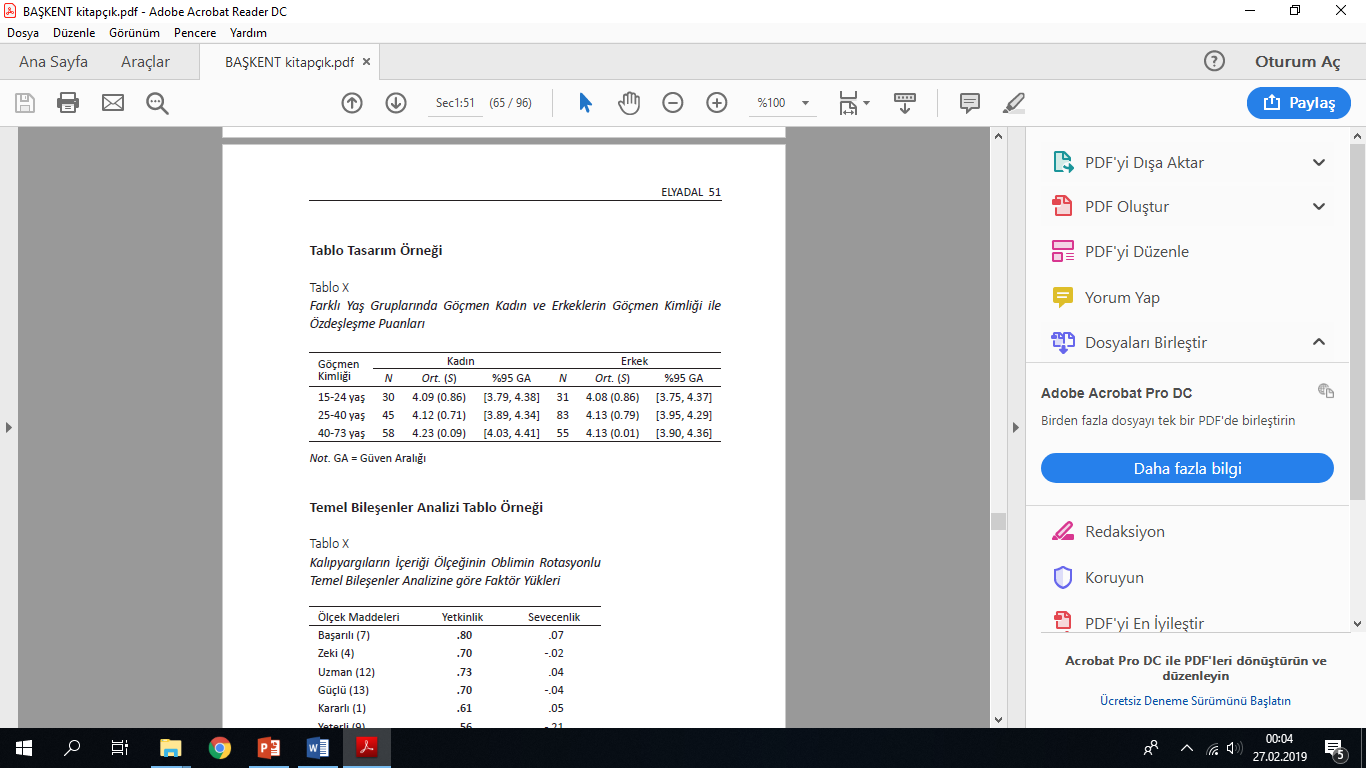 BAŞKENT kitapçık.pdf - Adobe Acrobat Reader DC
Dosya Düzenle Görünüm Pencere Yardım
Ana Sayfa Araçlar BAŞKENT kitapçık.pdf × Oturum Aç
Sec1:51 (65 / 96) %100 Paylaş
ELYADAL 51
Tablo Tasarım Örneği
Tablo X
Farklı Yaş Gruplarında Göçmen Kadın ve Erkeklerin Göçmen Kimliği ile
Özdeşleşme Puanları
Göçmen Kimliği Kadın Erkek
N Ort. (S) %95 GA N Ort. (S) %95 GA
15-24 yaş 30 4.09 (0.86) [3.79, 4.38] 31 4.08 (0.86) [3.75, 4.37]
25-40 yaş 45 4.12 (0.71) [3.89, 4.34] 83 4.13 (0.79) [3.95, 4.29]
40-73 yaş 58 4.23 (0.09) [4.03, 4.41] 55 4.13 (0.01) [3.90, 4.36]
Not. GA = Güven Aralığı
Temel Bileşenler Analizi Tablo Örneği
Tablo X
Kalıpyargıların İçeriği Ölçeğinin Oblimin Rotasyonlu
Temel Bileşenler Analizine göre Faktör Yükleri
Ölçek Maddeleri Yetkinlik Sevecenlik
Başarılı (7) .80 .07
Zeki (4) .70 -.02
Uzman (12) .73 .04
Güçlü (13) .70 -.04
Kararlı (1) .61 .05
Yeterli (9) .56 -.21
PDF'yi Dışa Aktar
PDF Oluştur
PDF'yi Düzenle
Yorum Yap
Dosyaları Birleştir
Adobe Acrobat Pro DC
Birden fazla dosyayı tek bir PDF'de birleştirin
Daha fazla bilgi
Redaksiyon
Koruyun
PDF'yi En İyileştir
Acrobat Pro DC ile PDF'leri dönüştürün ve
düzenleyin
Ücretsiz Deneme Sürümünü Başlatın
00:04
27.02.2019
5